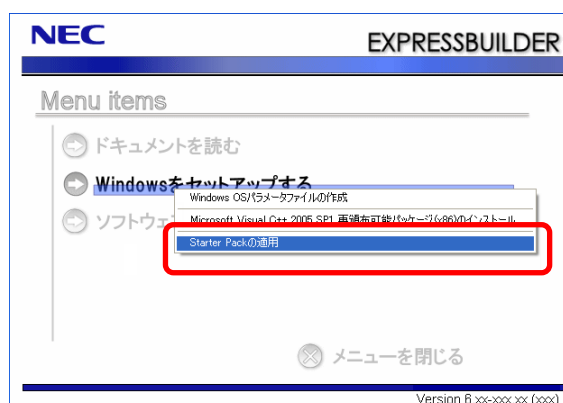 NEC
EXPRESSBUILDER
Menu items
ドキュメントを読む
Windowsをセットアップする
Windows OSパラメータファイルの作成
ソフトウェ
Microsoft Visual C++ 2005 SP1 再頒布可能パッケージ(x86)のインストール
Starter Packの適用
メニューを閉じる
Version 6.xx-xxx.xx (xxx)